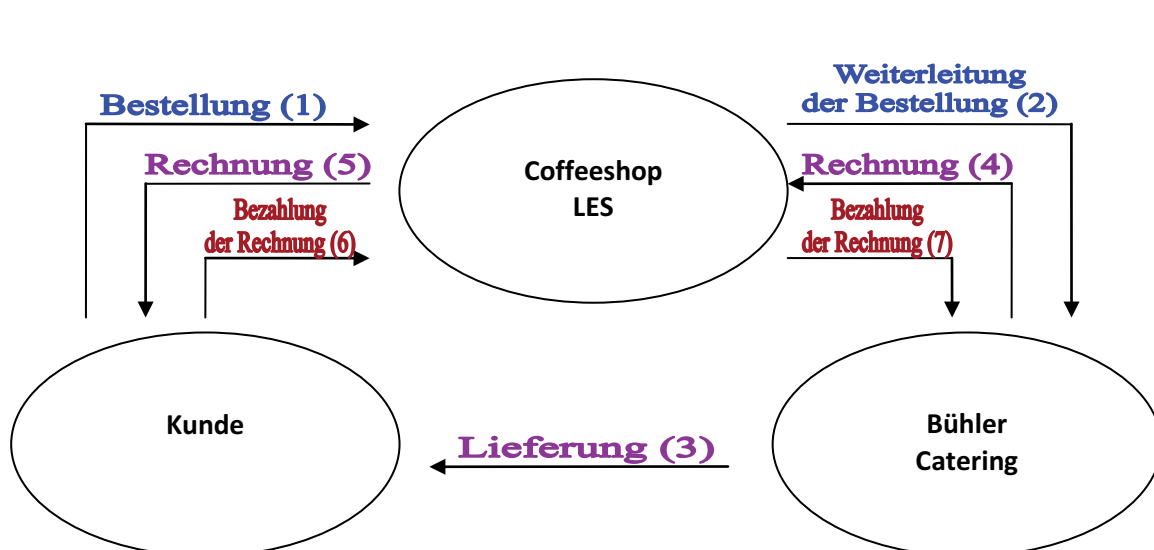 Bestellung (1)
Weiterleitung
der Bestellung (2)
Rechnung (5)
Coffeeshop
LES
Rechnung (4)
Bezahlung
der Rechnung (6)
Bezahlung
der Rechnung (7)
Kunde
Bühler
Catering
Lieferung (3)